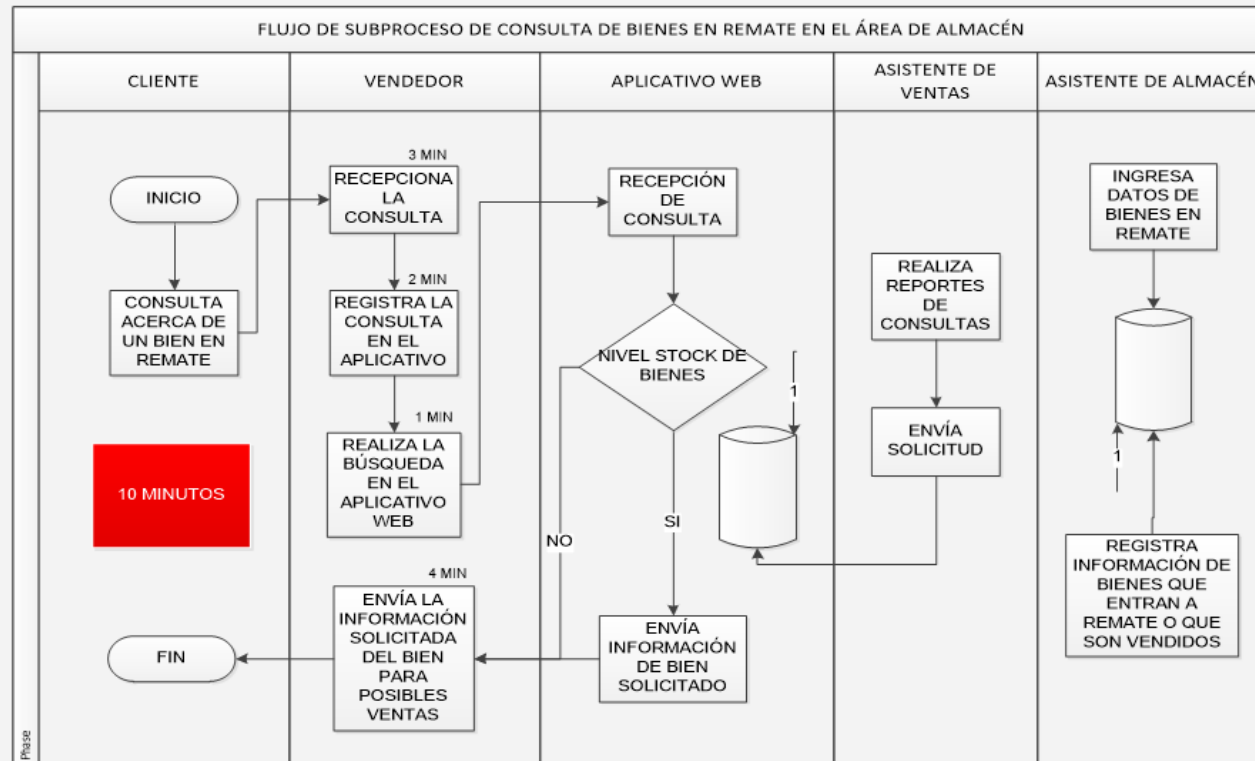 FLUJO DE SUBPROCESO DE CONSULTA DE BIENES EN REMATE EN EL ÁREA DE ALMACÉN
CLIENTE
VENDEDOR
APLICATIVO WEB
ASISTENTE DE
VENTAS
ASISTENTE DE ALMACÉN
INICIO
CONSULTA
ACERCA DE
UN BIEN EN
REMATE
10 MINUTOS
FIN
3 MIN
RECEPCIONA
LA
CONSULTA
2 MIN
REGISTRA LA
CONSULTA
EN EL
APLICATIVO
1 MIN
REALIZA LA
BÚSQUEDA
EN EL
APLICATIVO
WEB
4 MIN
ENVÍA LA
INFORMACIÓN
SOLICITADA
DEL BIEN
PARA
POSIBLES
VENTAS
RECEPCIÓN
DE
CONSULTA
NIVEL STOCK DE
BIENES
1
SI
NO
ENVÍA
INFORMACIÓN
DE BIEN
SOLICITADO
REALIZA
REPORTES
DE
CONSULTAS
ENVÍA
SOLICITUD
INGRESA
DATOS DE
BIENES EN
REMATE
1
REGISTRA
INFORMACIÓN DE
BIENES QUE
ENTRAN A
REMATE O QUE
SON VENDIDOS
Phase